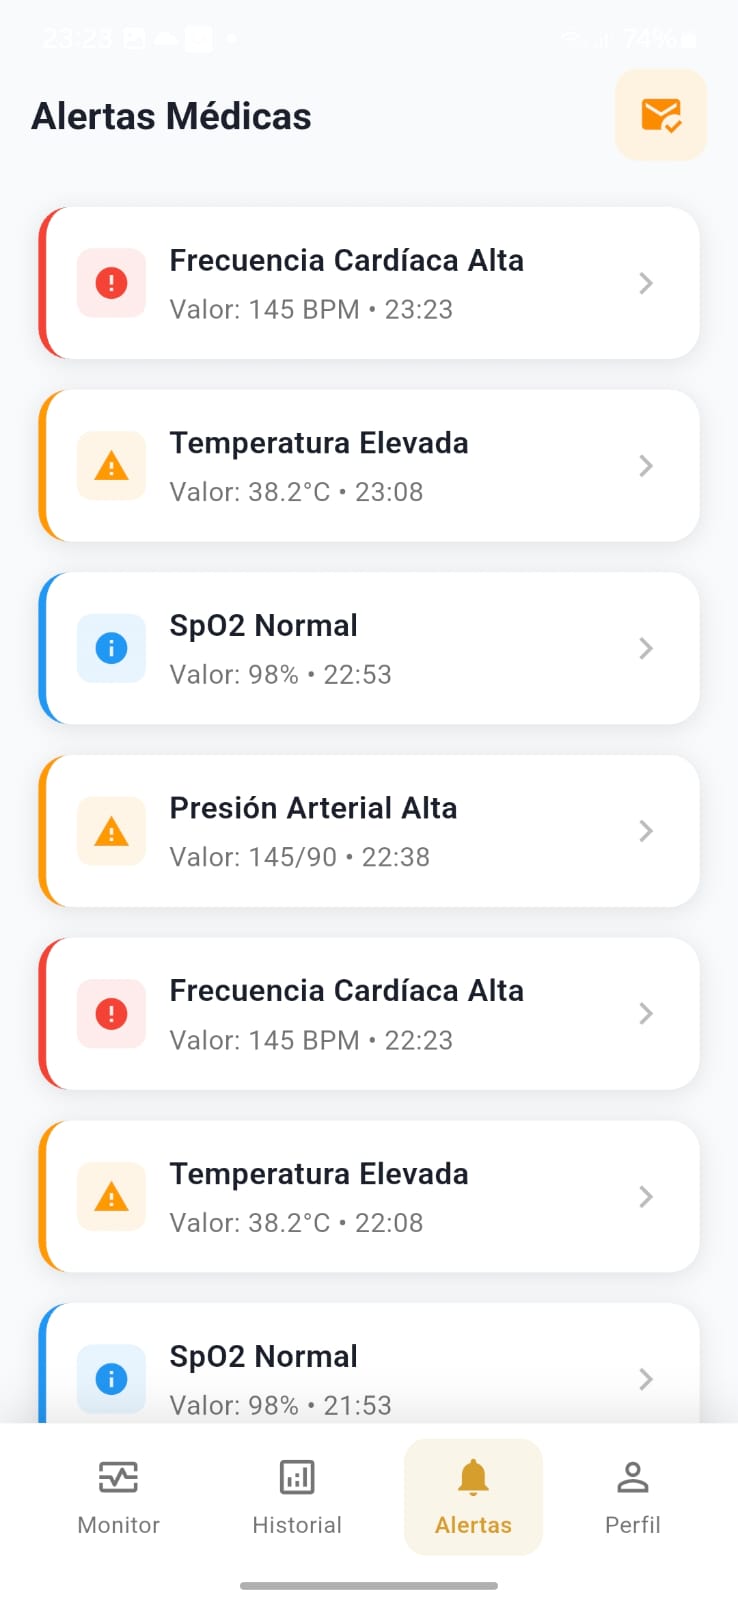 23:23
74%
Alertas Médicas
Frecuencia Cardíaca Alta
Valor: 145 BPM • 23:23
Temperatura Elevada
Valor: 38.2°C • 23:08
SpO2 Normal
Valor: 98% • 22:53
Presión Arterial Alta
Valor: 145/90 • 22:38
Frecuencia Cardíaca Alta
Valor: 145 BPM • 22:23
Temperatura Elevada
Valor: 38.2°C • 22:08
SpO2 Normal
Valor: 98% • 21:53
Monitor
Historial
Alertas
Perfil